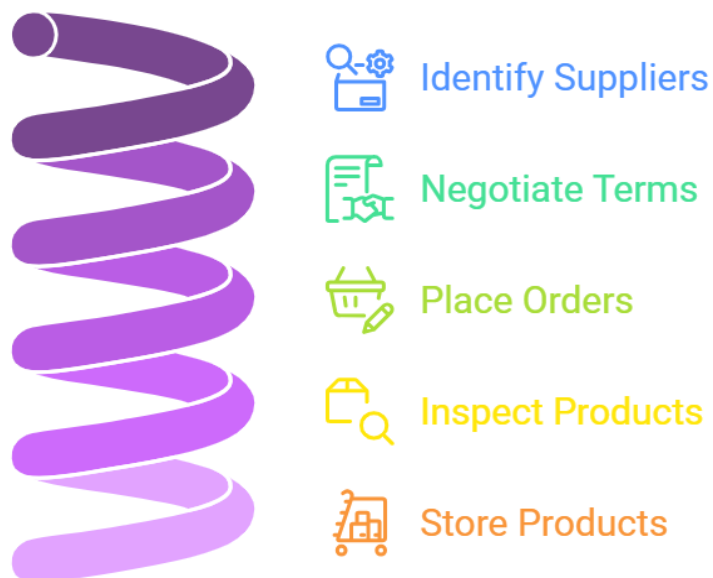 Identify Suppliers
Negotiate Terms
Place Orders
Inspect Products
Store Products